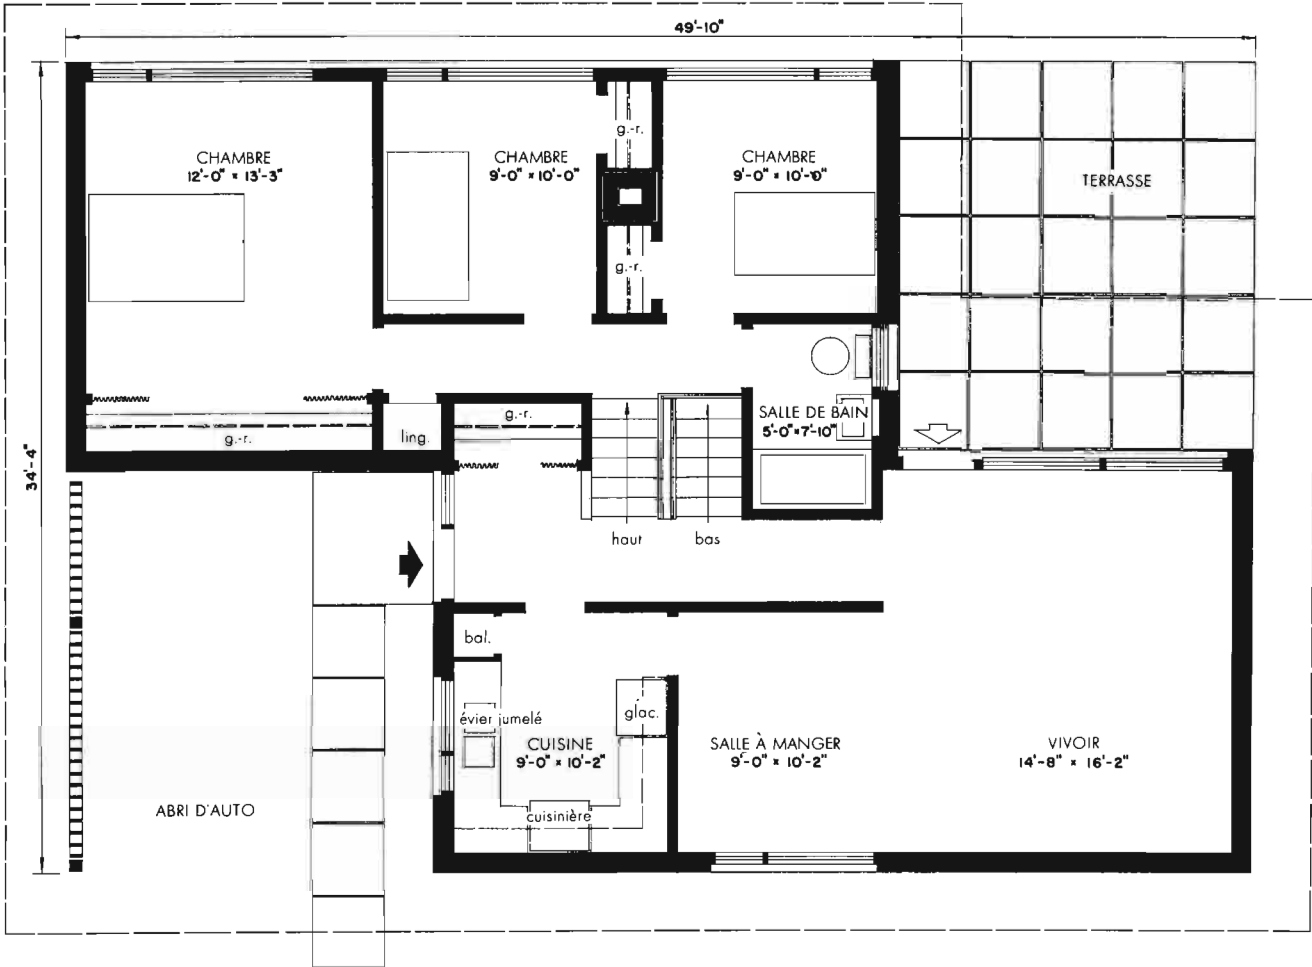 49'-10"
g.-r.
CHAMBRE
12'-0" × 13'-3"
CHAMBRE
9'-0" × 10'-0"
CHAMBRE
9'-0" × 10'-0"
TERRASSE
g.-r.
34'-4"
g.-r.
ling.
g.-r.
SALLE DE BAIN
5'-0" × 7'-10"
haut
bas
bal.
évier jumelé
glac.
CUISINE
9'-0" × 10'-2"
SALLE À MANGER
9'-0" × 10'-2"
VIVOIR
14'-8" × 16'-2"
ABRI D'AUTO
cuisinière